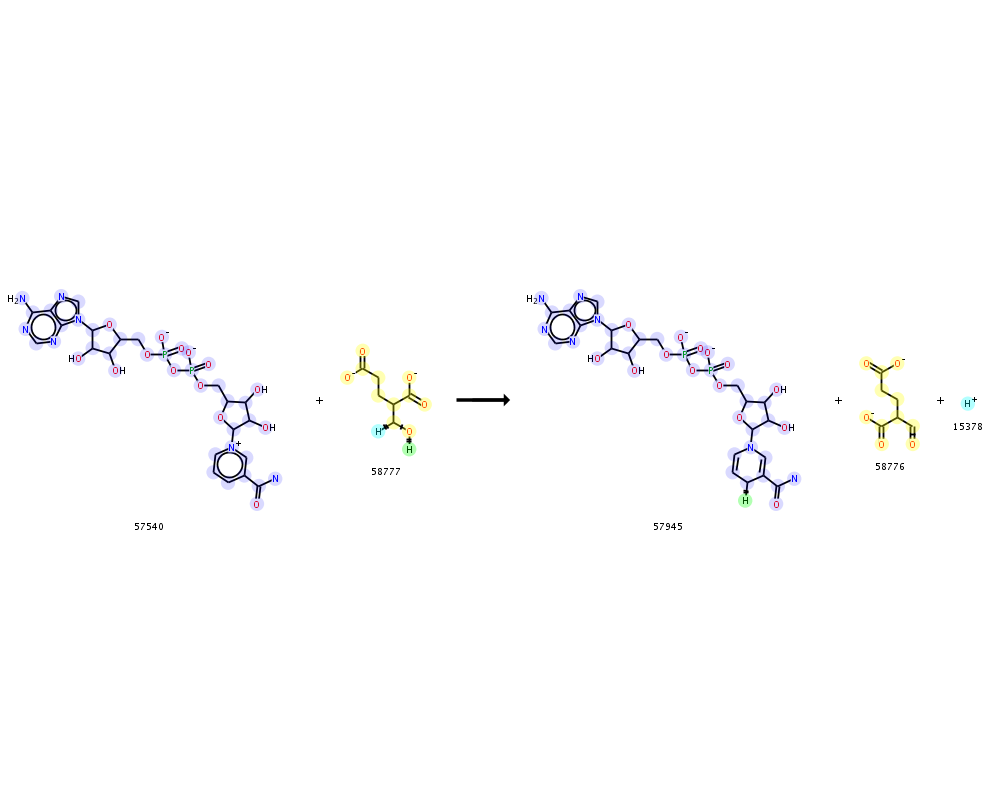 H2N N N N N O HO OH O O- P O O- O P O O OH OH O N+ N O
57540
+
O O- O- O H O H
58777
H2N N N N N O HO OH O O- P O O- O P O O OH OH O N N O H
57945
+
O O- O- O O
58776
+
H+
15378